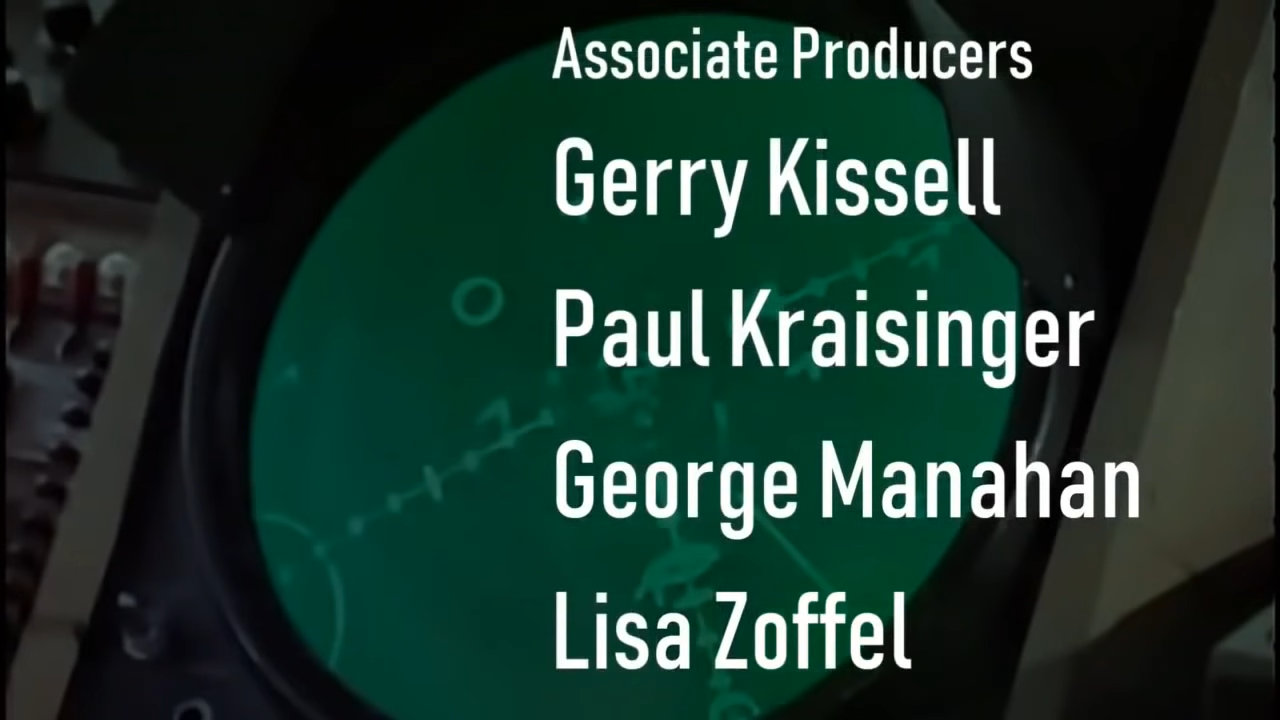 Associate Producers
Gerry Kissell
Paul Kraisinger
George Manahan
Lisa Zoffel